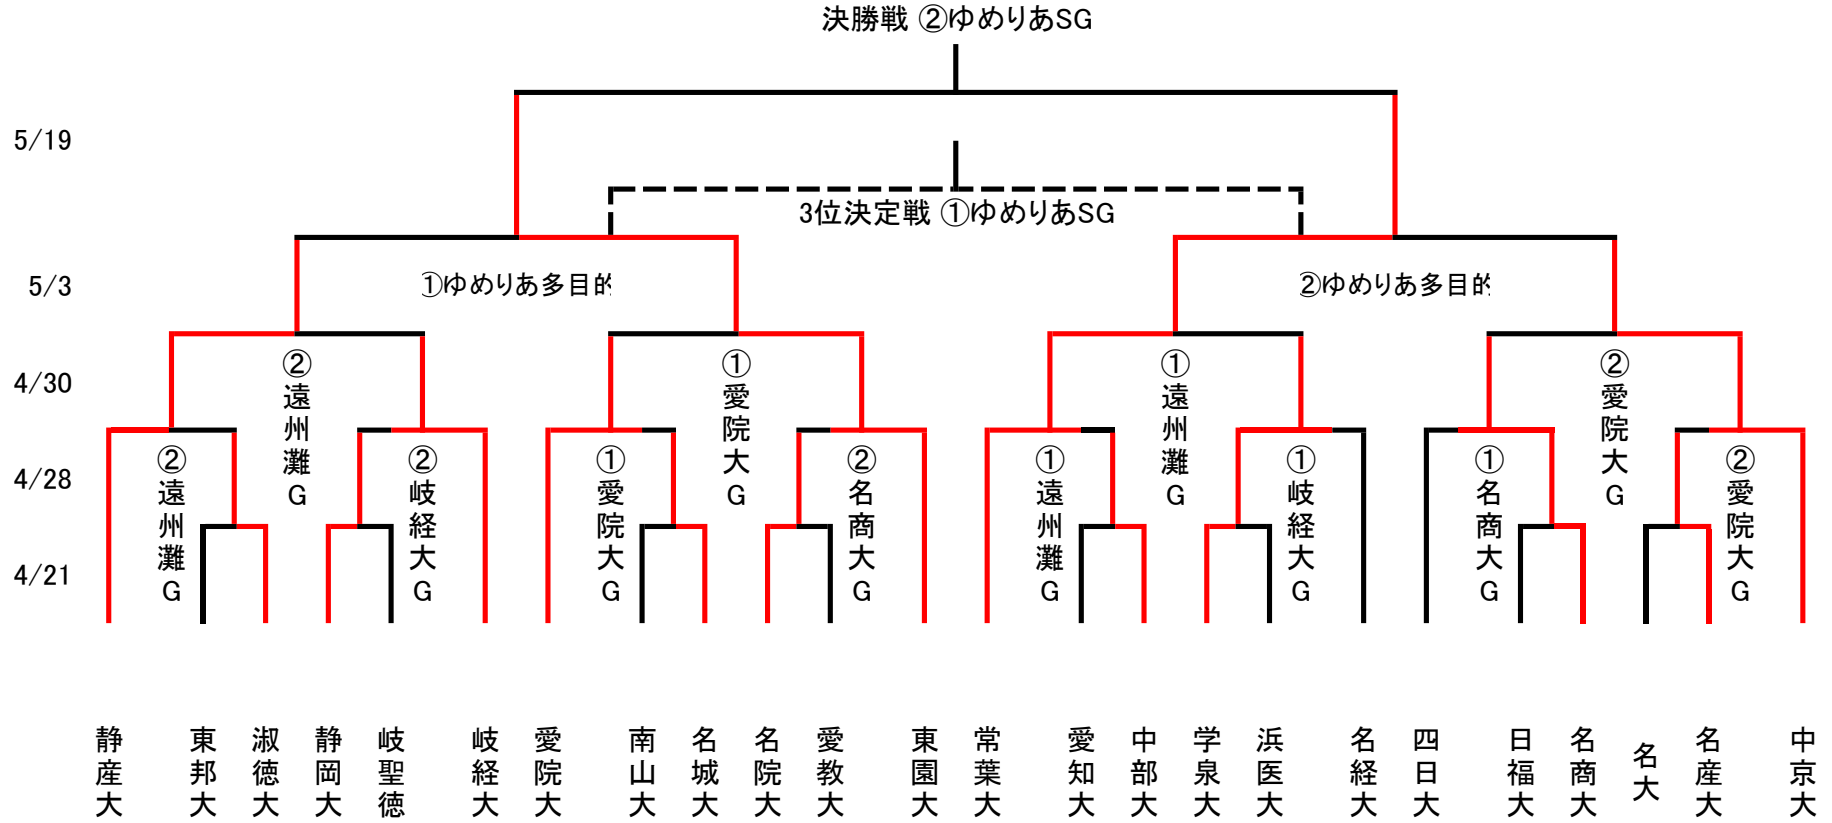 決勝戦 ②ゆめりあSG
5/19
3位決定戦 ①ゆめりあSG
5/3
①ゆめりあ多目的
②ゆめりあ多目的
4/30
②遠州灘G
①愛院大G
①遠州灘G
②愛院大G
4/28
②遠州灘G
②岐経大G
①愛院大G
②名商大G
①遠州灘G
①岐経大G
①名商大G
②愛院大G
4/21
静産大
東邦大
淑徳大
静岡大
岐聖徳
岐経大
愛院大
南山大
名城大
名院大
愛教大
東園大
常葉大
愛知大
中部大
学泉大
浜医大
名経大
四日大
日福大
名商大
名大
名産大
中京大